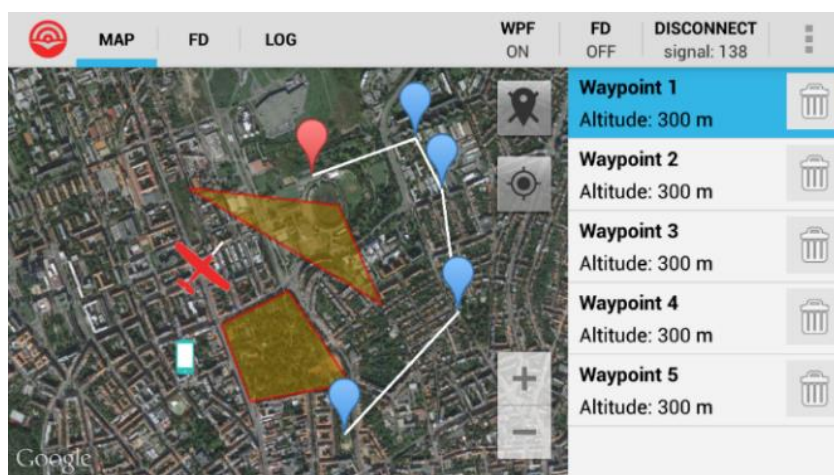 MAP
FD
LOG
WPF
ON
FD
OFF
DISCONNECT
signal: 138
Waypoint 1
Altitude: 300 m
Waypoint 2
Altitude: 300 m
Waypoint 3
Altitude: 300 m
Waypoint 4
Altitude: 300 m
Waypoint 5
Altitude: 300 m
Google